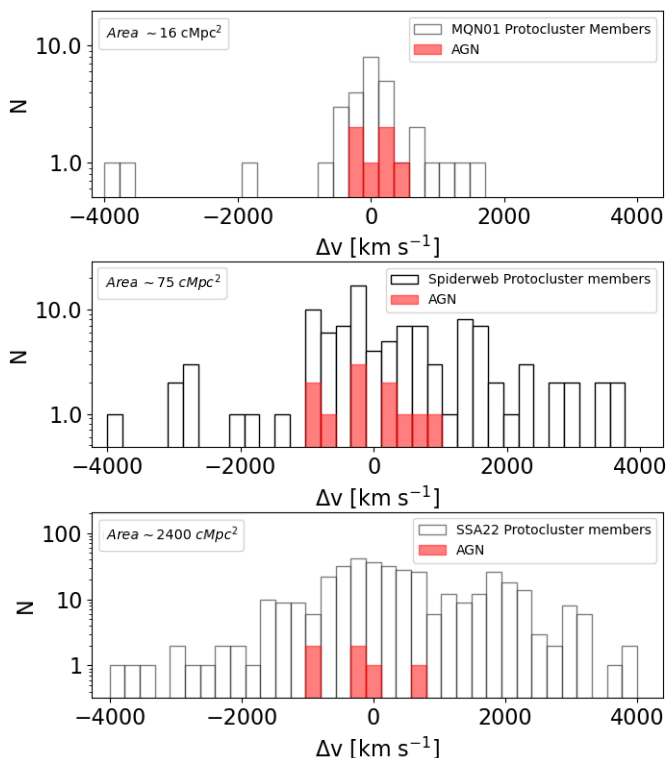 Area ~ 16 cMpc²
MQN01 Protocluster Members
AGN
10.0
1.0
N
−4000 −2000 0 2000 4000
Δv [km s⁻¹]
Area ~ 75 cMpc²
Spiderweb Protocluster members
AGN
10.0
1.0
N
−4000 −2000 0 2000 4000
Δv [km s⁻¹]
Area ~ 2400 cMpc²
SSA22 Protocluster members
AGN
100
10
1
N
−4000 −2000 0 2000 4000
Δv [km s⁻¹]